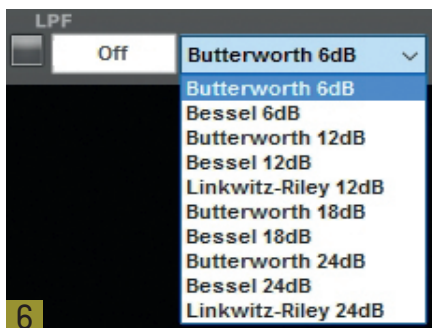 LPF
Off Butterworth 6dB
Butterworth 6dB
Bessel 6dB
Butterworth 12dB
Bessel 12dB
Linkwitz-Riley 12dB
Butterworth 18dB
Bessel 18dB
Butterworth 24dB
Bessel 24dB
Linkwitz-Riley 24dB
6